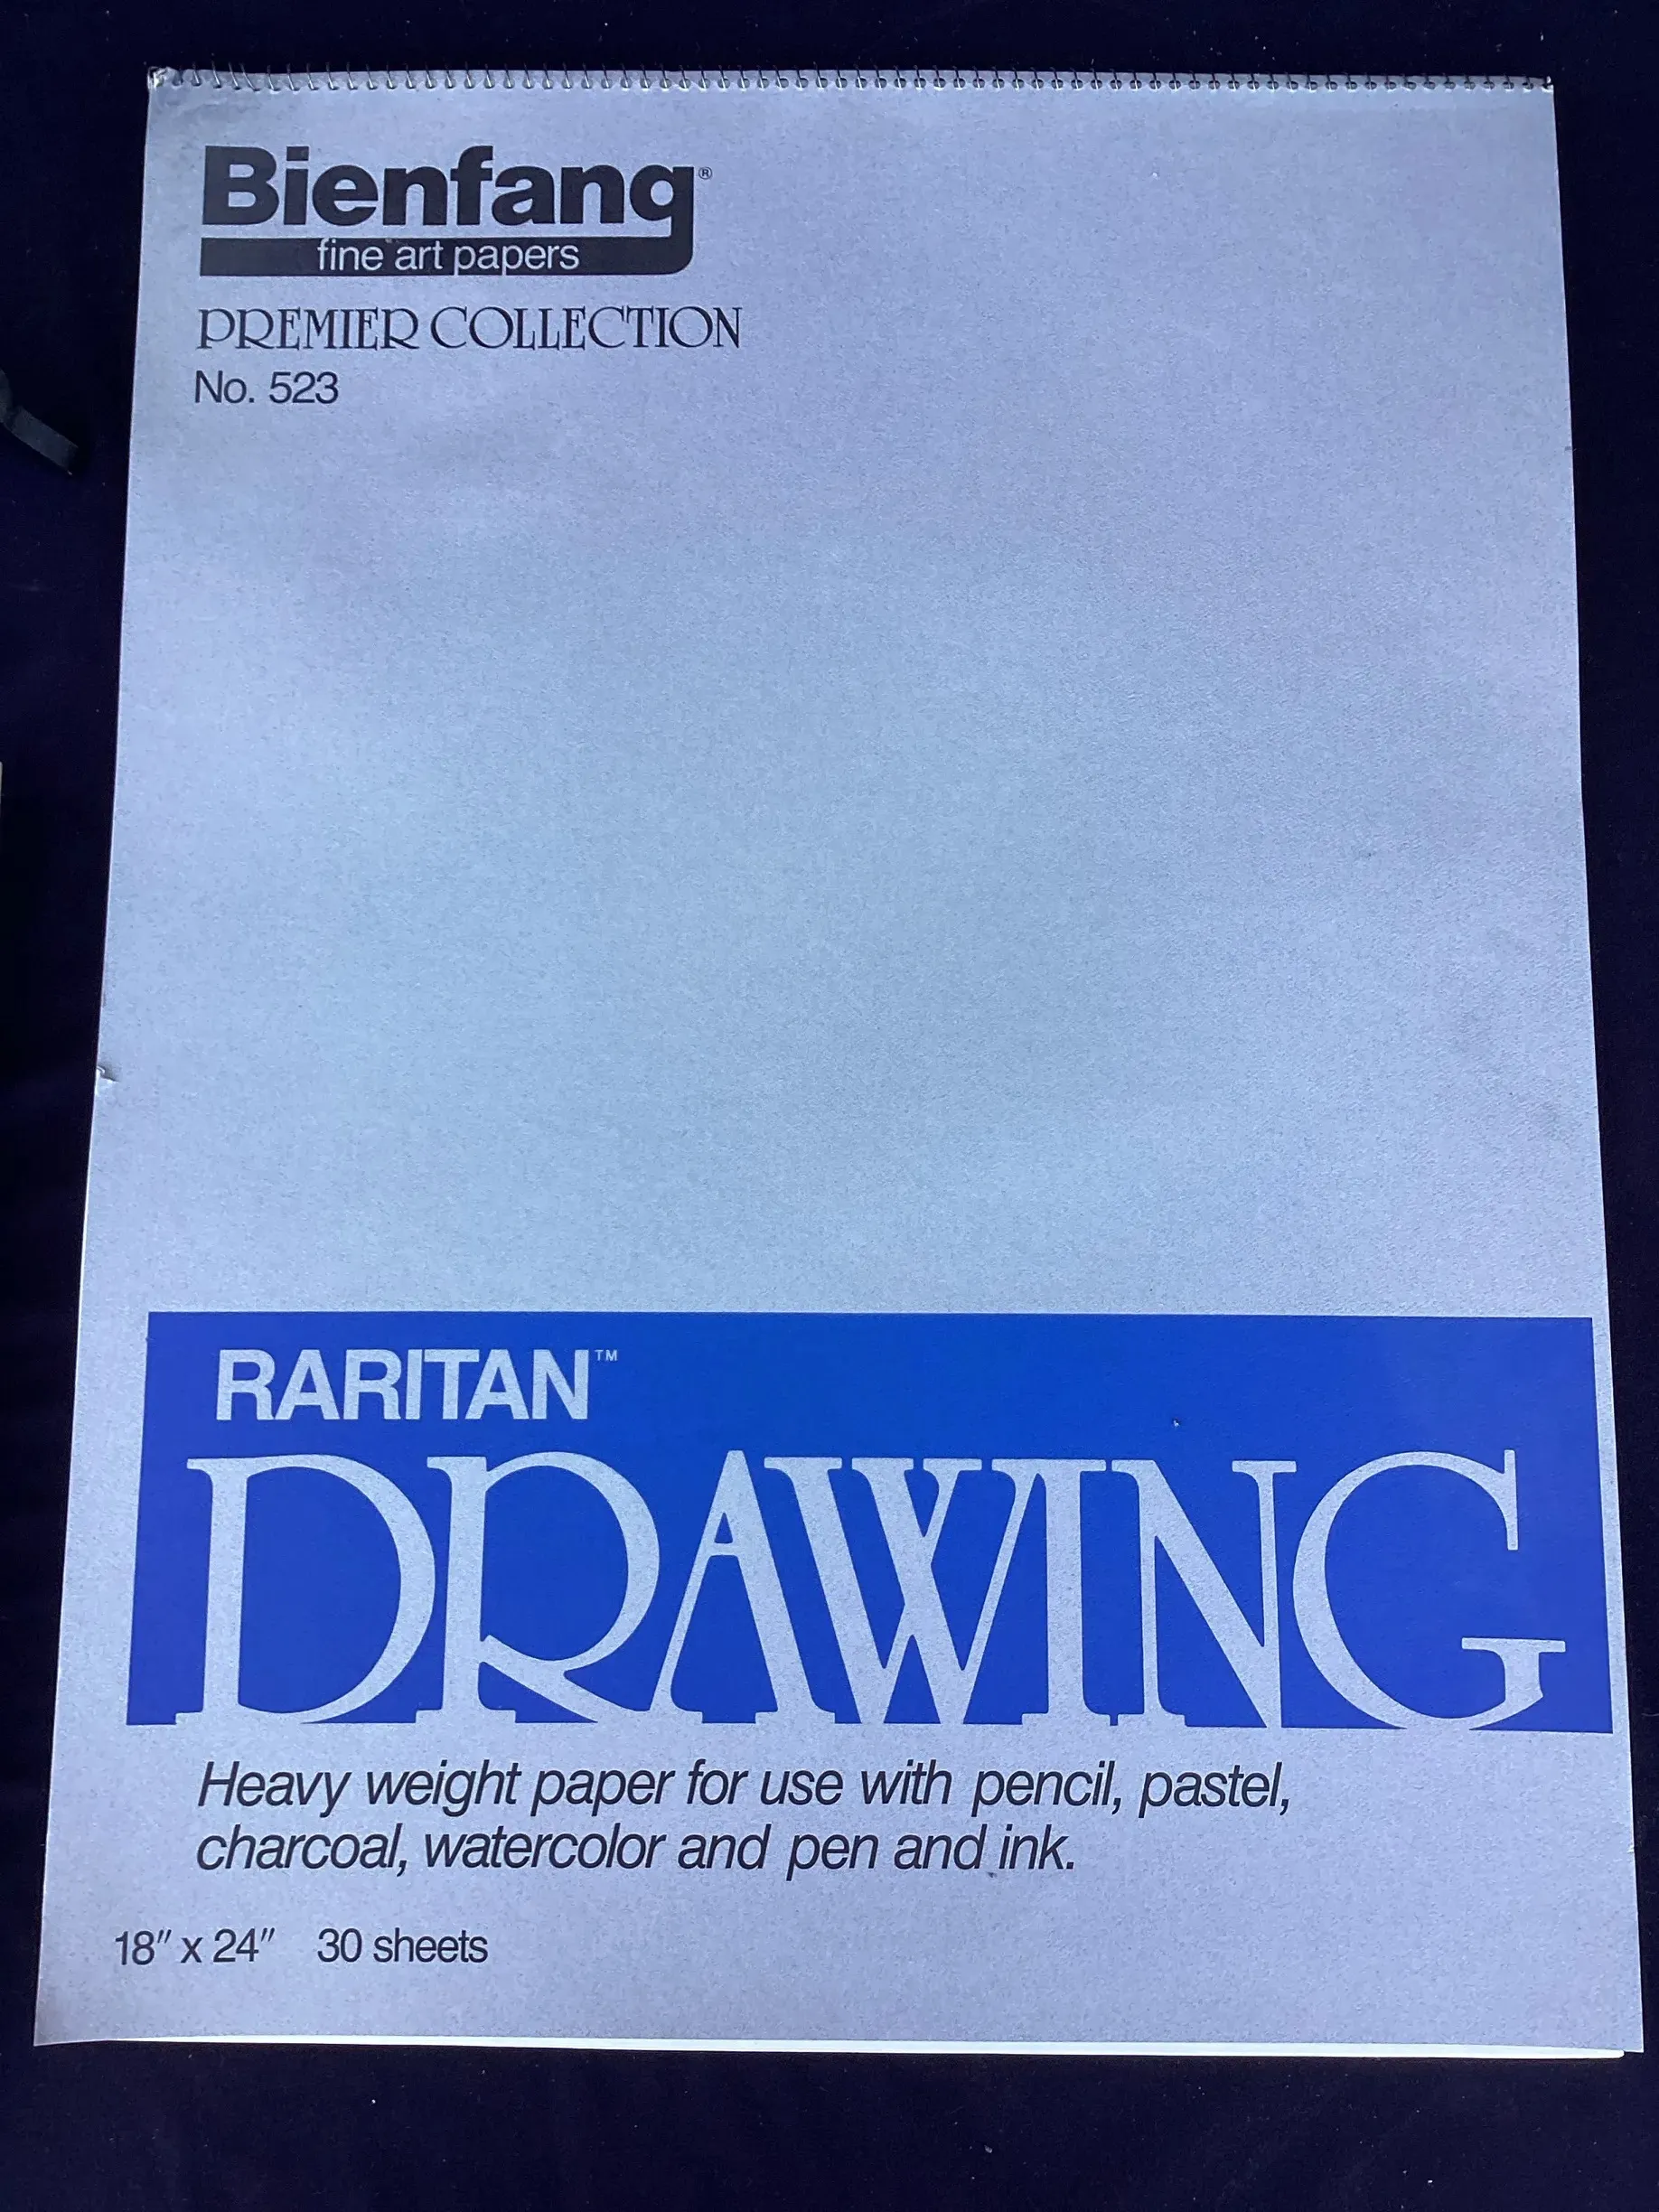 Bienfang®
fine art papers
PREMIER COLLECTION
No. 523
RARITAN™
DRAWING
Heavy weight paper for use with pencil, pastel,
charcoal, watercolor and pen and ink.
18" x 24" 30 sheets